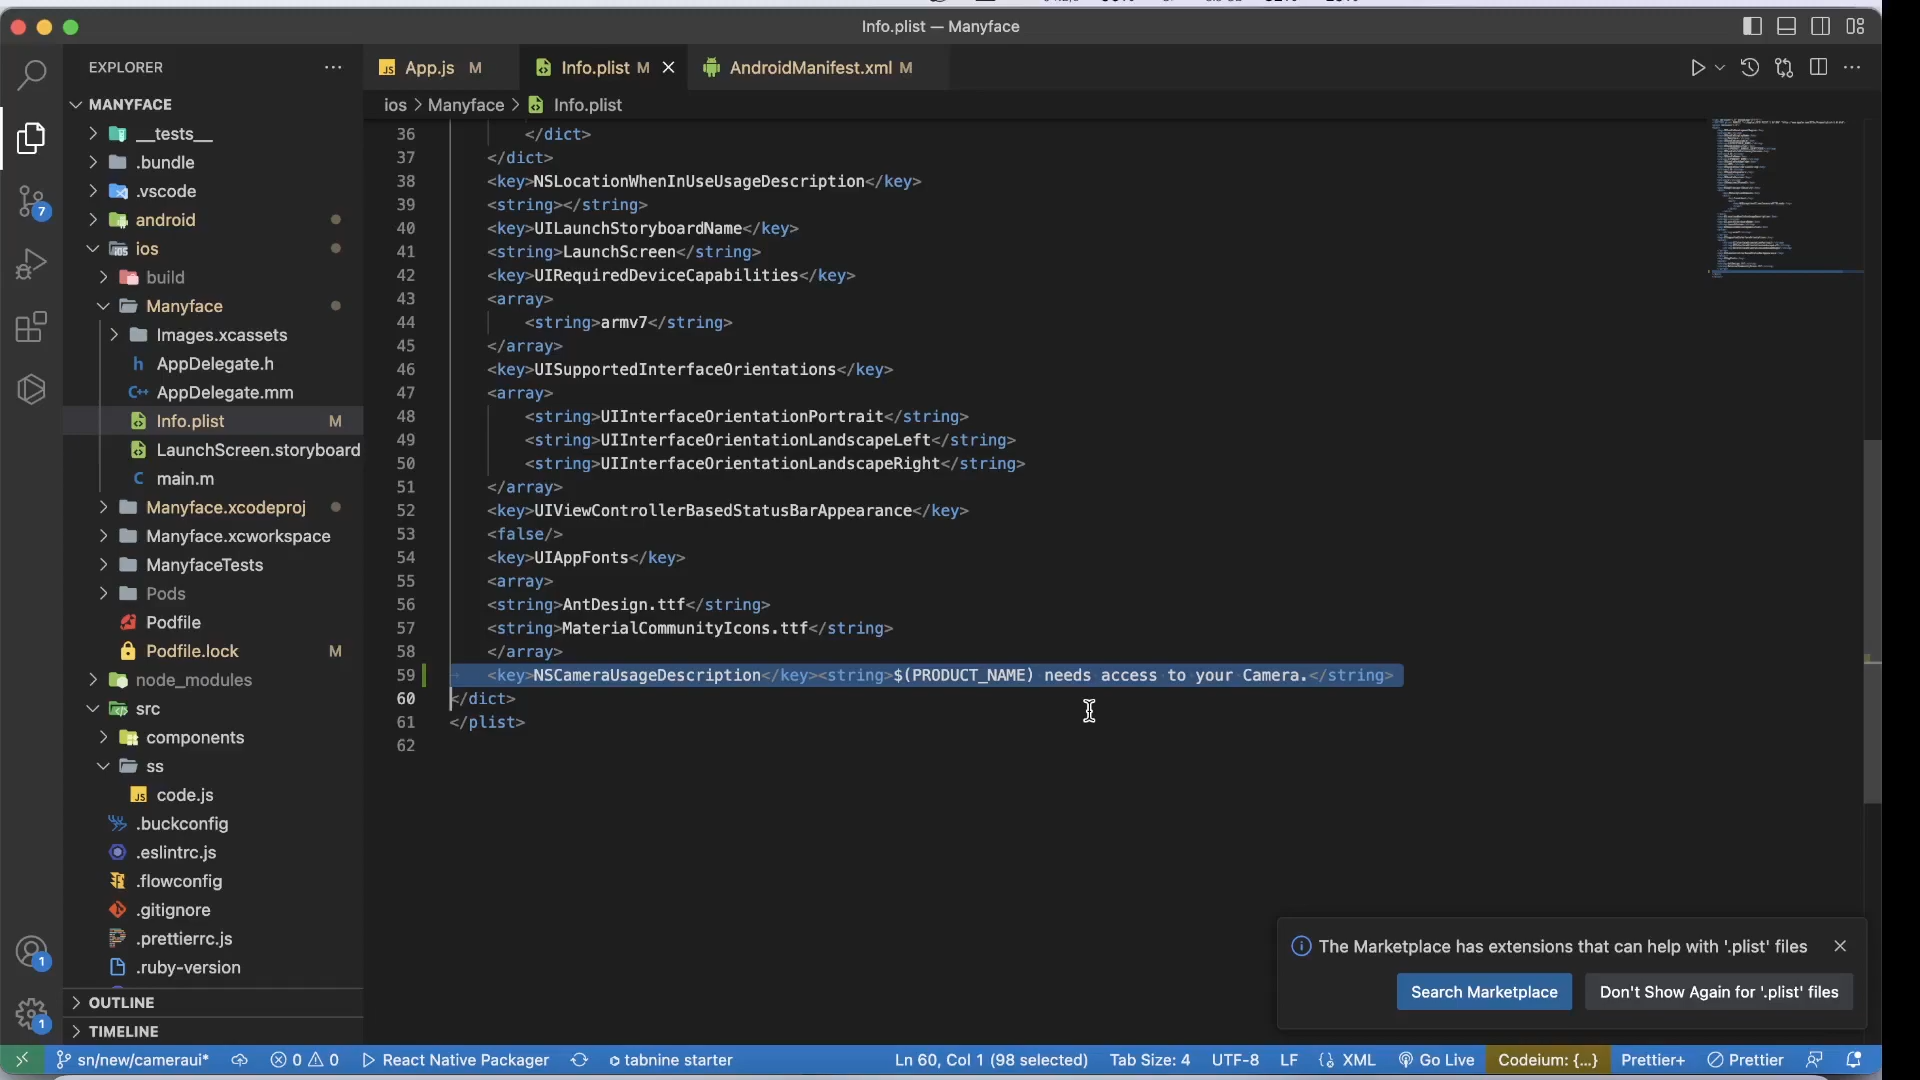 Info.plist — Manyface
EXPLORER
App.js M
Info.plist M
AndroidManifest.xml M
MANYFACE
ios > Manyface > Info.plist
__tests__
.bundle
.vscode
android
ios
build
Manyface
Images.xcassets
AppDelegate.h
AppDelegate.mm
Info.plist M
LaunchScreen.storyboard
main.m
Manyface.xcodeproj
Manyface.xcworkspace
ManyfaceTests
Pods
Podfile
Podfile.lock M
node_modules
src
components
ss
code.js
.buckconfig
.eslintrc.js
.flowconfig
.gitignore
.prettierrc.js
.ruby-version
OUTLINE
TIMELINE
7
1
1
36 </dict>
37 </dict>
38 <key>NSLocationWhenInUseUsageDescription</key>
39 <string></string>
40 <key>UILaunchStoryboardName</key>
41 <string>LaunchScreen</string>
42 <key>UIRequiredDeviceCapabilities</key>
43 <array>
44 <string>armv7</string>
45 </array>
46 <key>UISupportedInterfaceOrientations</key>
47 <array>
48 <string>UIInterfaceOrientationPortrait</string>
49 <string>UIInterfaceOrientationLandscapeLeft</string>
50 <string>UIInterfaceOrientationLandscapeRight</string>
51 </array>
52 <key>UIViewControllerBasedStatusBarAppearance</key>
53 <false/>
54 <key>UIAppFonts</key>
55 <array>
56 <string>AntDesign.ttf</string>
57 <string>MaterialCommunityIcons.ttf</string>
58 </array>
59 <key>NSCameraUsageDescription</key><string>$(PRODUCT_NAME) needs access to your Camera.</string>
60 </dict>
61 </plist>
62
The Marketplace has extensions that can help with '.plist' files
Search Marketplace
Don't Show Again for '.plist' files
sn/new/cameraui* 0 0 React Native Packager tabnine starter Ln 60, Col 1 (98 selected) Tab Size: 4 UTF-8 LF XML Go Live Codeium: {...} Prettier+ Prettier